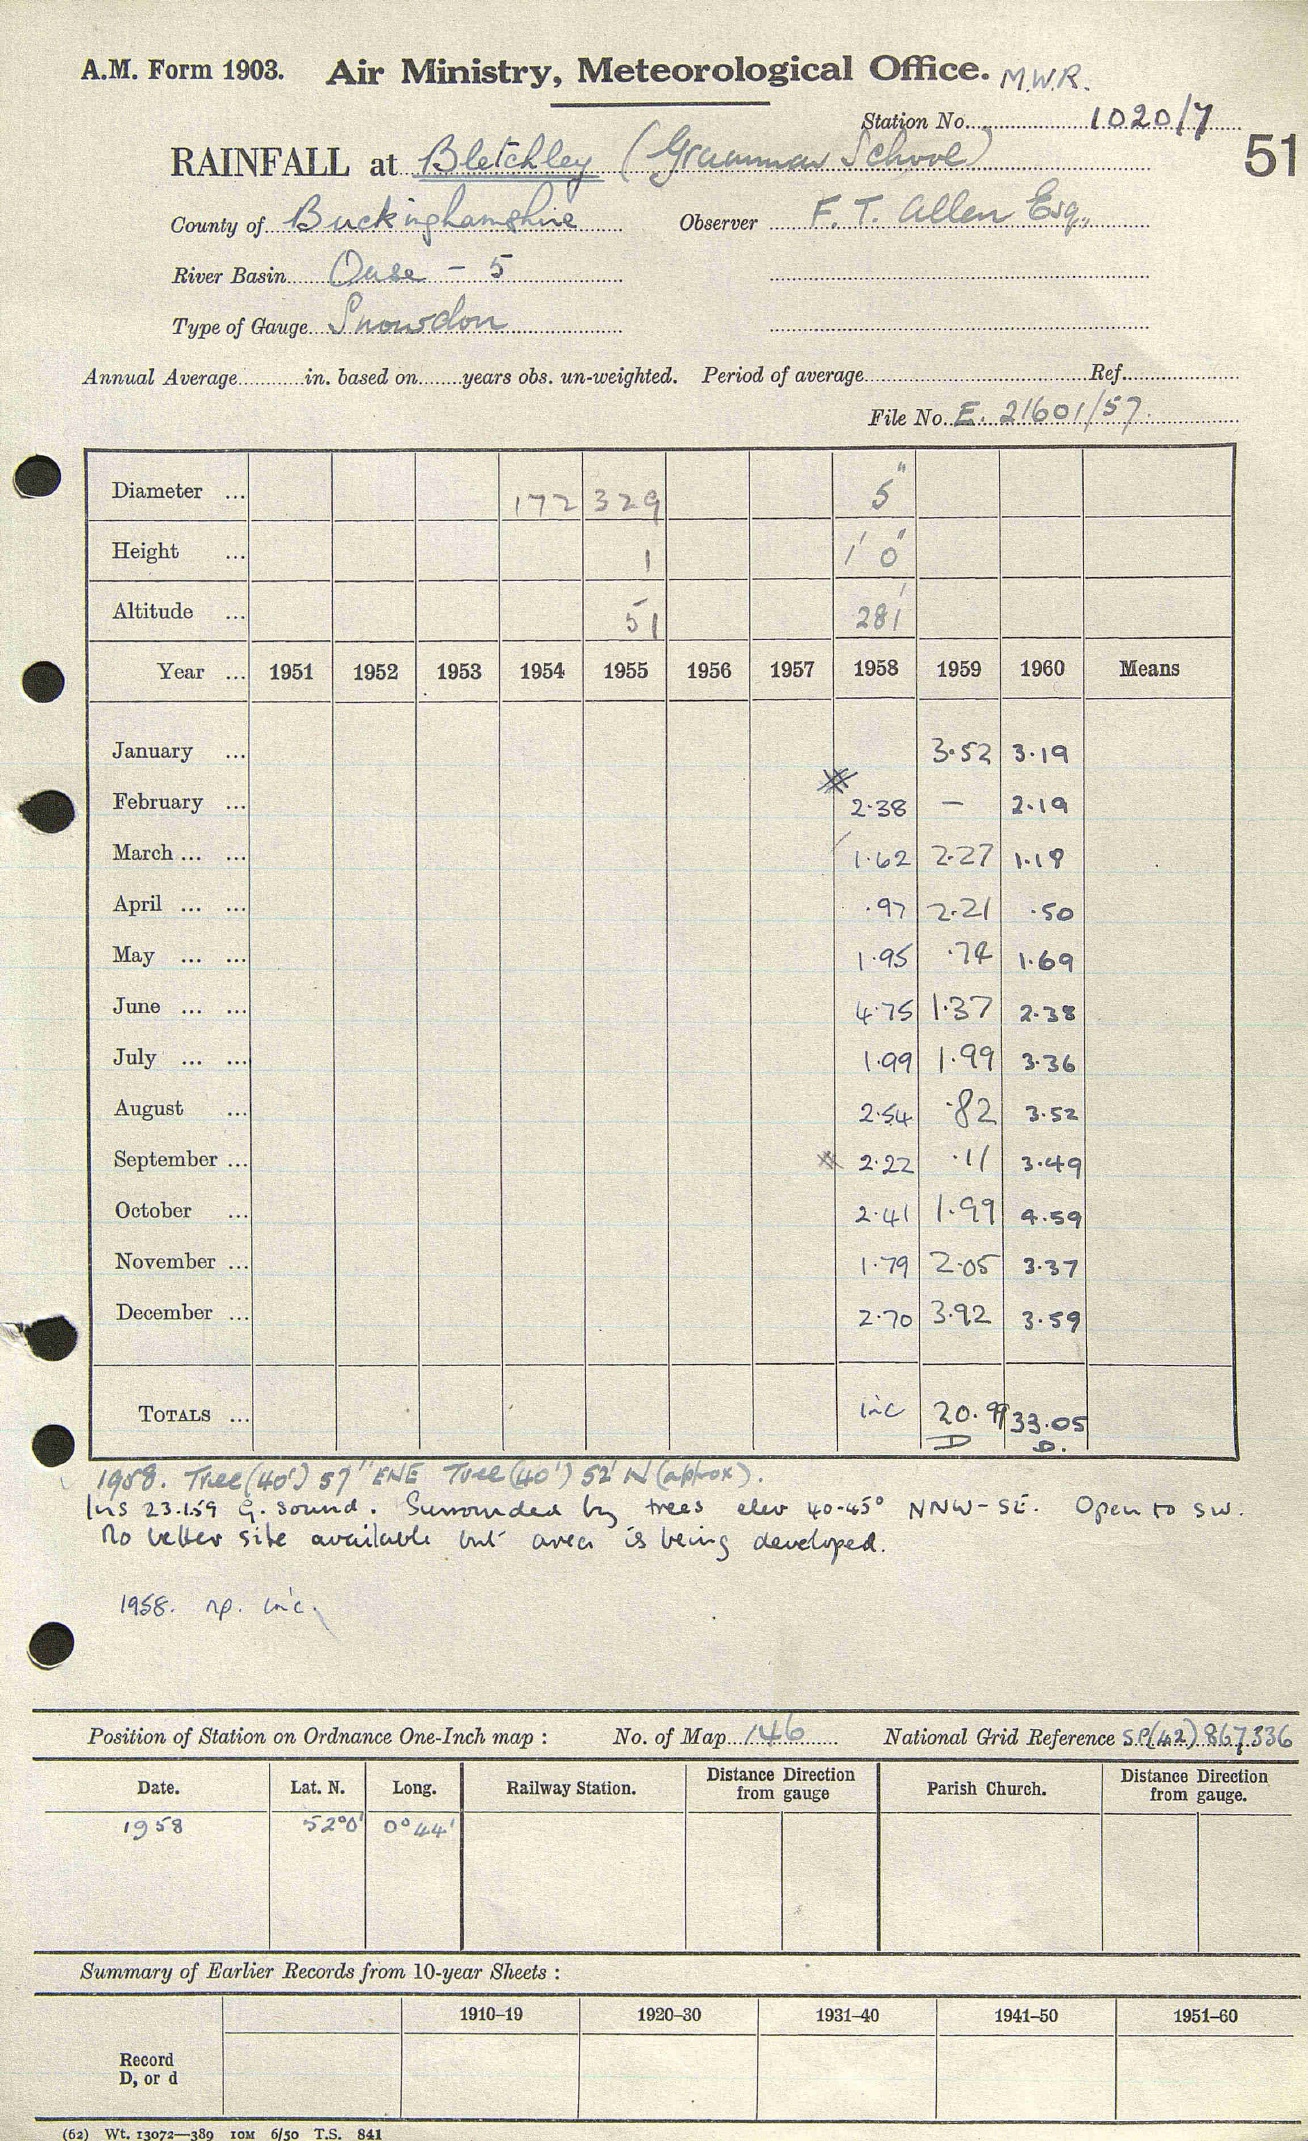 A.M. Form 1903. Air Ministry, Meteorological Office. M.W.R.
Station No. 1020/7
51
RAINFALL at Bletchley (Grammar School)
County of Buckinghamshire Observer F. T. Allen Esq.,
River Basin Ouse - 5
Type of Gauge Snowdon
Annual Average in. based on years obs. un-weighted. Period of average Ref.
File No. E. 21601/57.
Diameter ... 172 329 5"
Height ... 1 1' 0"
Altitude ... 51 281'
Year ... 1951 1952 1953 1954 1955 1956 1957 1958 1959 1960 Means
January ... 3.52 3.19
February ... 2.38 — 2.19
March ... ... 1.62 2.27 1.18
April ... ... .97 2.21 .50
May ... ... 1.95 .74 1.69
June ... ... 4.75 1.37 2.38
July ... ... 1.99 1.99 3.36
August ... 2.54 .82 3.52
September ... 2.22 .11 3.49
October ... 2.41 1.99 4.59
November ... 1.79 2.05 3.37
December ... 2.70 3.92 3.59
TOTALS ... inc 20.99 33.05
D D.
1958. Tree (40') 57' ENE Tree (40') 52' N (approx).
Ins 23.1.59 G. sound. Surrounded by trees elev 40-45° NNW-SE. Open to SW.
No better site available but area is being developed.
1958. np. inc.
Position of Station on Ordnance One-Inch map : No. of Map 146 National Grid Reference SP(42) 867336
Date. Lat. N. Long. Railway Station. Distance from gauge Direction Parish Church. Distance from gauge. Direction
1958 52°0' 0°44'
Summary of Earlier Records from 10-year Sheets :
1910–19 1920–30 1931–40 1941–50 1951–60
Record
D, or d
(62) Wt. 13072—389 10M 6/50 T.S. 841